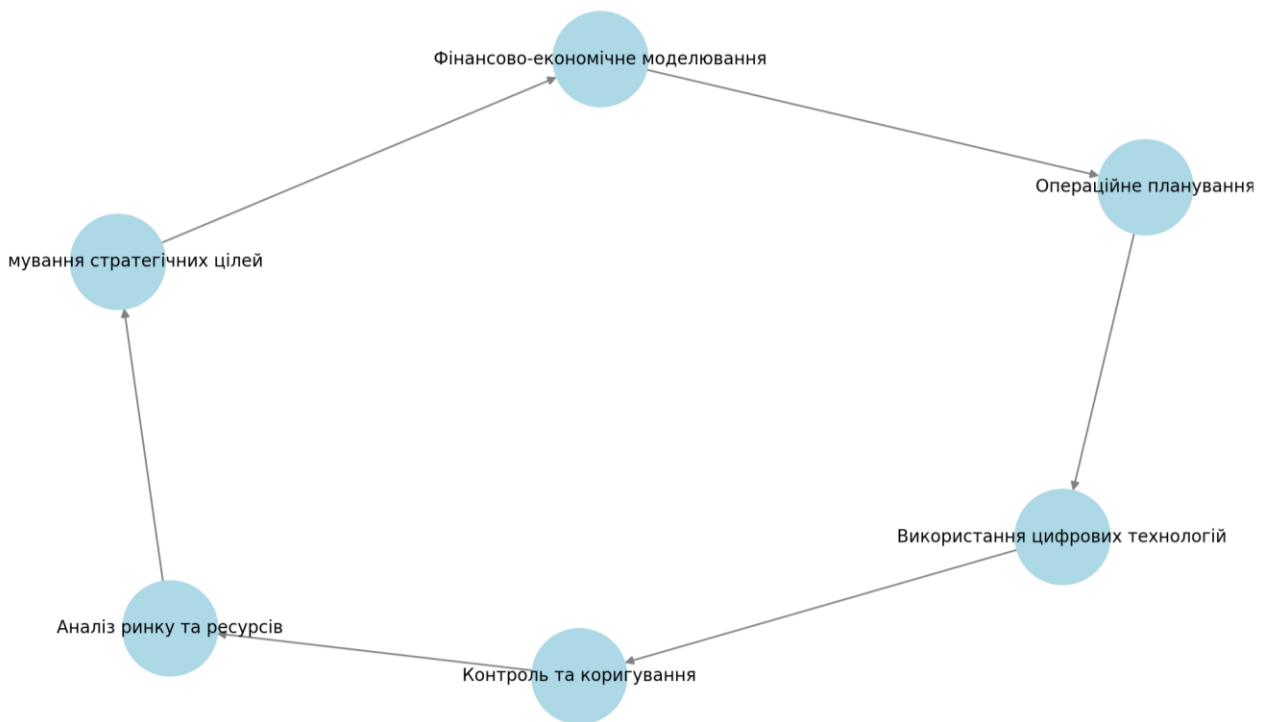 Фінансово-економічне моделювання
Операційне планування
мування стратегічних цілей
Використання цифрових технологій
Аналіз ринку та ресурсів
Контроль та коригування